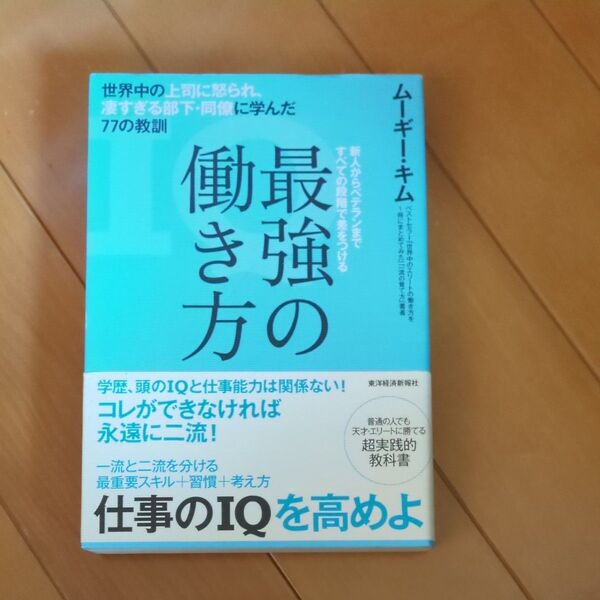 世界中の上司に怒られ、
凄すぎる部下・同僚に学んだ
77の教訓
ムーギー・キム
ベストセラー『世界中のエリートの働き方を
1冊にまとめてみた』『一流の育て方』著者
新人からベテランまで
すべての段階で差をつける
最強の
働き方
IQ
東洋経済新報社
学歴、頭のIQと仕事能力は関係ない!
コレができなければ
永遠に二流!
普通の人でも
天才・エリートに勝てる
超実践的
教科書
一流と二流を分ける
最重要スキル+習慣+考え方
仕事のIQを高めよ